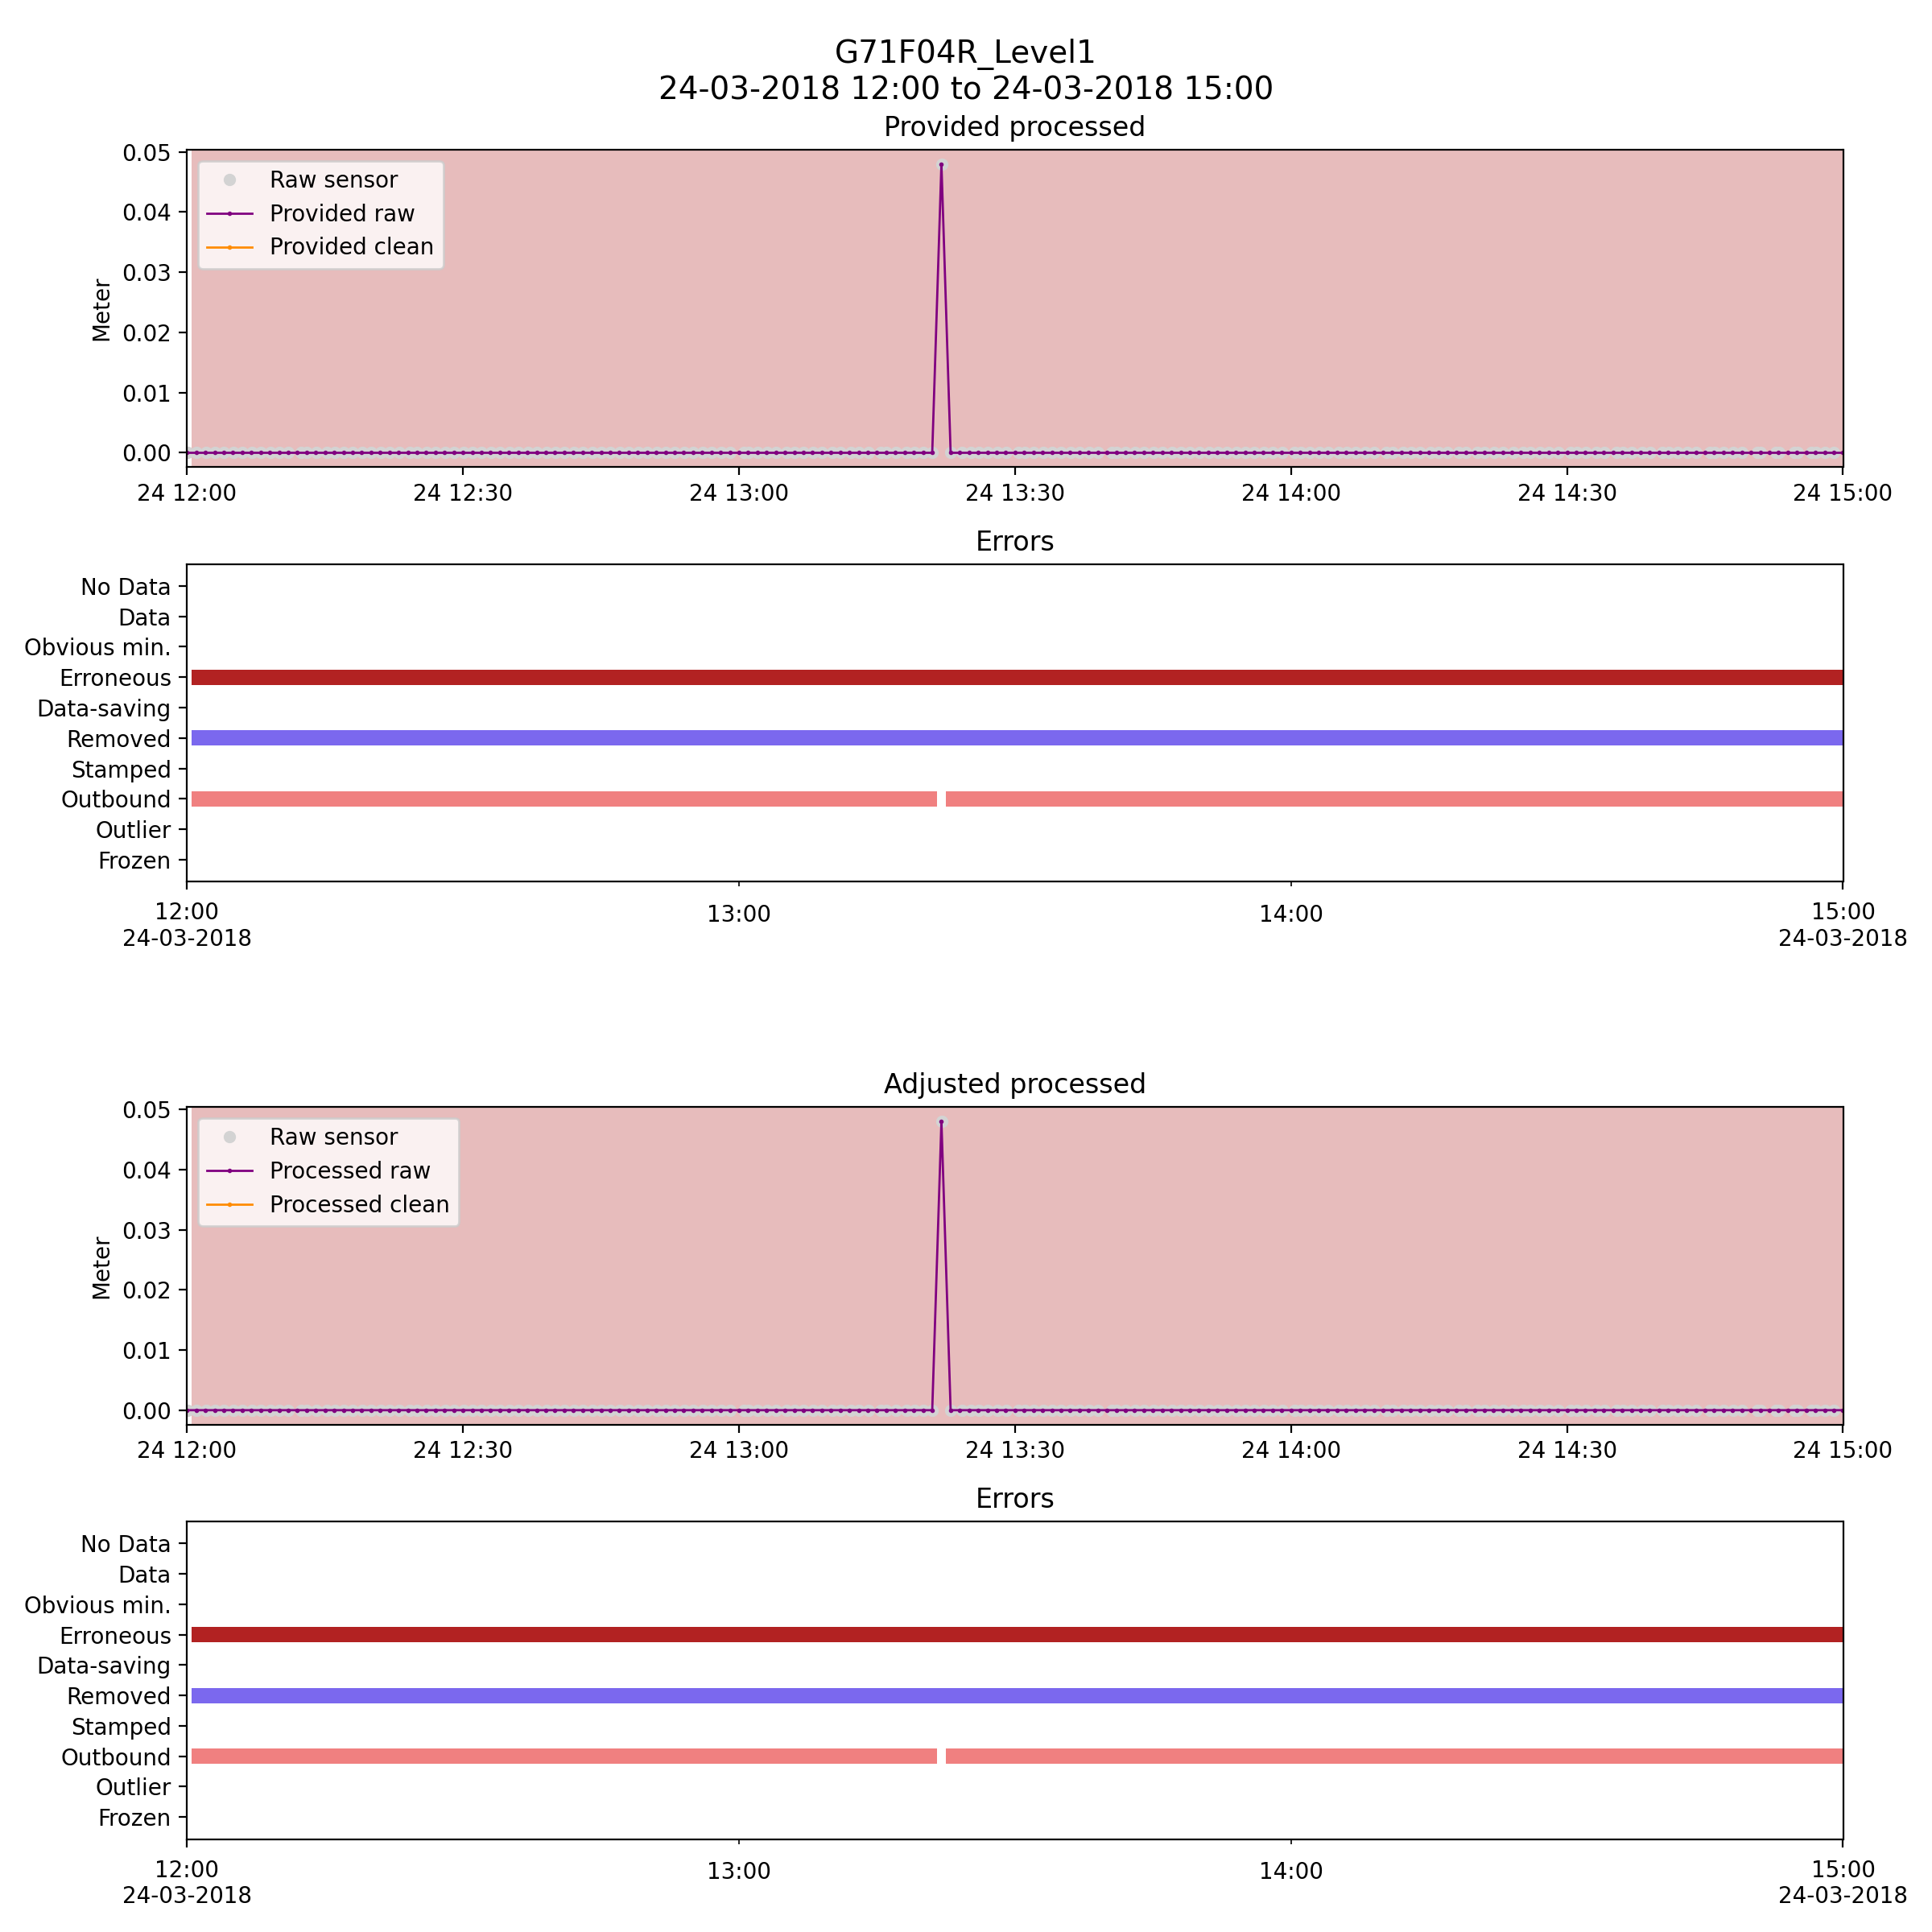 G71F04R_Level1
24-03-2018 12:00 to 24-03-2018 15:00
Provided processed
0.05
0.04
0.03
0.02
0.01
0.00
Meter
Raw sensor
Provided raw
Provided clean
24 12:00 24 12:30 24 13:00 24 13:30 24 14:00 24 14:30 24 15:00
Errors
No Data
Data
Obvious min.
Erroneous
Data-saving
Removed
Stamped
Outbound
Outlier
Frozen
12:00 13:00 14:00 15:00
24-03-2018 24-03-2018
Adjusted processed
0.05
0.04
0.03
0.02
0.01
0.00
Meter
Raw sensor
Processed raw
Processed clean
24 12:00 24 12:30 24 13:00 24 13:30 24 14:00 24 14:30 24 15:00
Errors
No Data
Data
Obvious min.
Erroneous
Data-saving
Removed
Stamped
Outbound
Outlier
Frozen
12:00 13:00 14:00 15:00
24-03-2018 24-03-2018